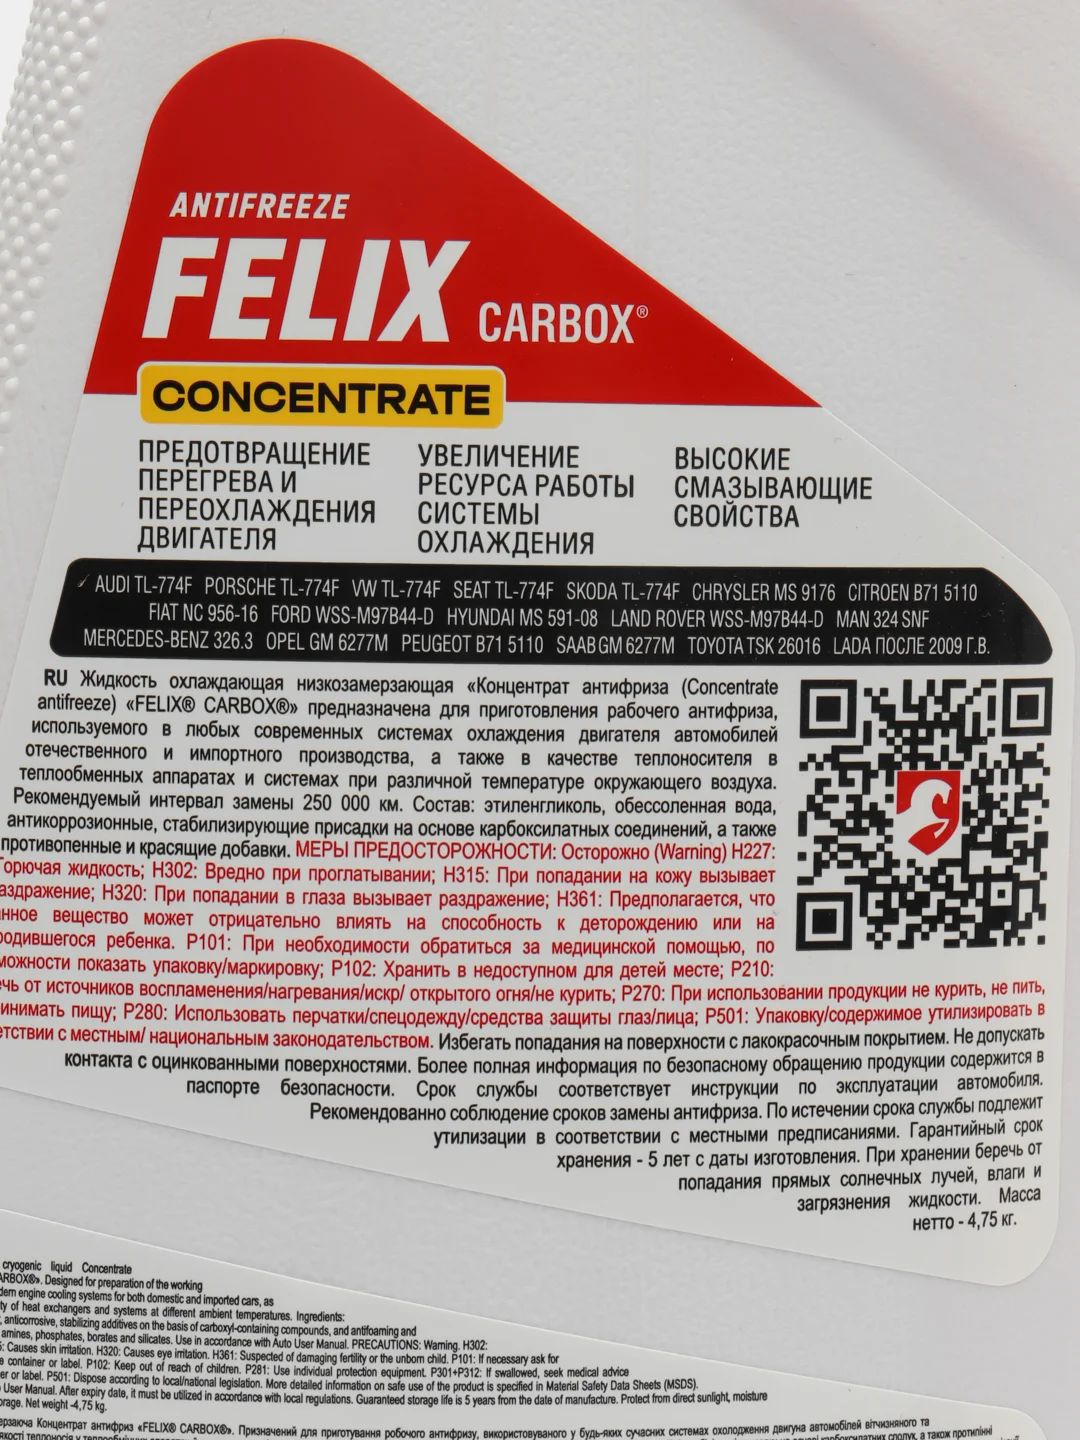 ANTIFREEZE
FELIX CARBOX®
CONCENTRATE
ПРЕДОТВРАЩЕНИЕ
ПЕРЕГРЕВА И
ПЕРЕОХЛАЖДЕНИЯ
ДВИГАТЕЛЯ
УВЕЛИЧЕНИЕ
РЕСУРСА РАБОТЫ
СИСТЕМЫ
ОХЛАЖДЕНИЯ
ВЫСОКИЕ
СМАЗЫВАЮЩИЕ
СВОЙСТВА
AUDI TL-774F PORSCHE TL-774F VW TL-774F SEAT TL-774F SKODA TL-774F CHRYSLER MS 9176 CITROEN B71 5110
FIAT NC 956-16 FORD WSS-M97B44-D HYUNDAI MS 591-08 LAND ROVER WSS-M97B44-D MAN 324 SNF
MERCEDES-BENZ 326.3 OPEL GM 6277M PEUGEOT B71 5110 SAAB GM 6277M TOYOTA TSK 26016 LADA ПОСЛЕ 2009 Г.В.
RU Жидкость охлаждающая низкозамерзающая «Концентрат антифриза (Concentrate
antifreeze) «FELIX® CARBOX®» предназначена для приготовления рабочего антифриза,
используемого в любых современных системах охлаждения двигателя автомобилей
отечественного и импортного производства, а также в качестве теплоносителя в
теплообменных аппаратах и системах при различной температуре окружающего воздуха.
Рекомендуемый интервал замены 250 000 км. Состав: этиленгликоль, обессоленная вода,
антикоррозионные, стабилизирующие присадки на основе карбоксилатных соединений, а также
противопенные и красящие добавки. МЕРЫ ПРЕДОСТОРОЖНОСТИ: Осторожно (Warning) H227:
Горючая жидкость; H302: Вредно при проглатывании; H315: При попадании на кожу вызывает
аздражение; H320: При попадании в глаза вызывает раздражение; H361: Предполагается, что
нное вещество может отрицательно влиять на способность к деторождению или на
родившегося ребенка. P101: При необходимости обратиться за медицинской помощью, по
можности показать упаковку/маркировку; P102: Хранить в недоступном для детей месте; P210:
чь от источников воспламенения/нагревания/искр/ открытого огня/не курить; P270: При использовании продукции не курить, не пить,
инимать пищу; P280: Использовать перчатки/спецодежду/средства защиты глаз/лица; P501: Упаковку/содержимое утилизировать в
етствии с местным/ национальным законодательством. Избегать попадания на поверхности с лакокрасочным покрытием. Не допускать
контакта с оцинкованными поверхностями. Более полная информация по безопасному обращению продукции содержится в
паспорте безопасности. Срок службы соответствует инструкции по эксплуатации автомобиля.
Рекомендованно соблюдение сроков замены антифриза. По истечении срока службы подлежит
утилизации в соответствии с местными предписаниями. Гарантийный срок
хранения - 5 лет с даты изготовления. При хранении беречь от
попадания прямых солнечных лучей, влаги и
загрязнения жидкости. Масса
нетто - 4,75 кг.
cryogenic liquid Concentrate
ARBOX®». Designed for preparation of the working
dern engine cooling systems for both domestic and imported cars, as
ty of heat exchangers and systems at different ambient temperatures. Ingredients:
, anticorrosive, stabilizing additives on the basis of carboxyl-containing compounds, and antifoaming and
amines, phosphates, borates and silicates. Use in accordance with Auto User Manual. PRECAUTIONS: Warning. H302:
5: Causes skin irritation. H320: Causes eye irritation. H361: Suspected of damaging fertility or the unborn child. P101: If necessary ask for
e container or label. P102: Keep out of reach of children. P281: Use individual protection equipment. P301+P312: If swallowed, seek medical advice
er or label. P501: Dispose according to local/national legislation. More detailed information on safe use of the product is specified in Material Safety Data Sheets (MSDS).
User Manual. After expiry date, it must be utilized in accordance with local regulations. Guaranteed storage life is 5 years from the date of manufacture. Protect from direct sunlight, moisture
orage. Net weight -4,75 kg.
ерзаюча Концентрат антифриз «FELIX® CARBOX®». Призначений для приготування робочого антифризу, використовуваного у будь-яких сучасних системах охолодження двигуна автомобілів вітчизняного та
якості теплоносія у теплообмінних
сполук, а також протипінні